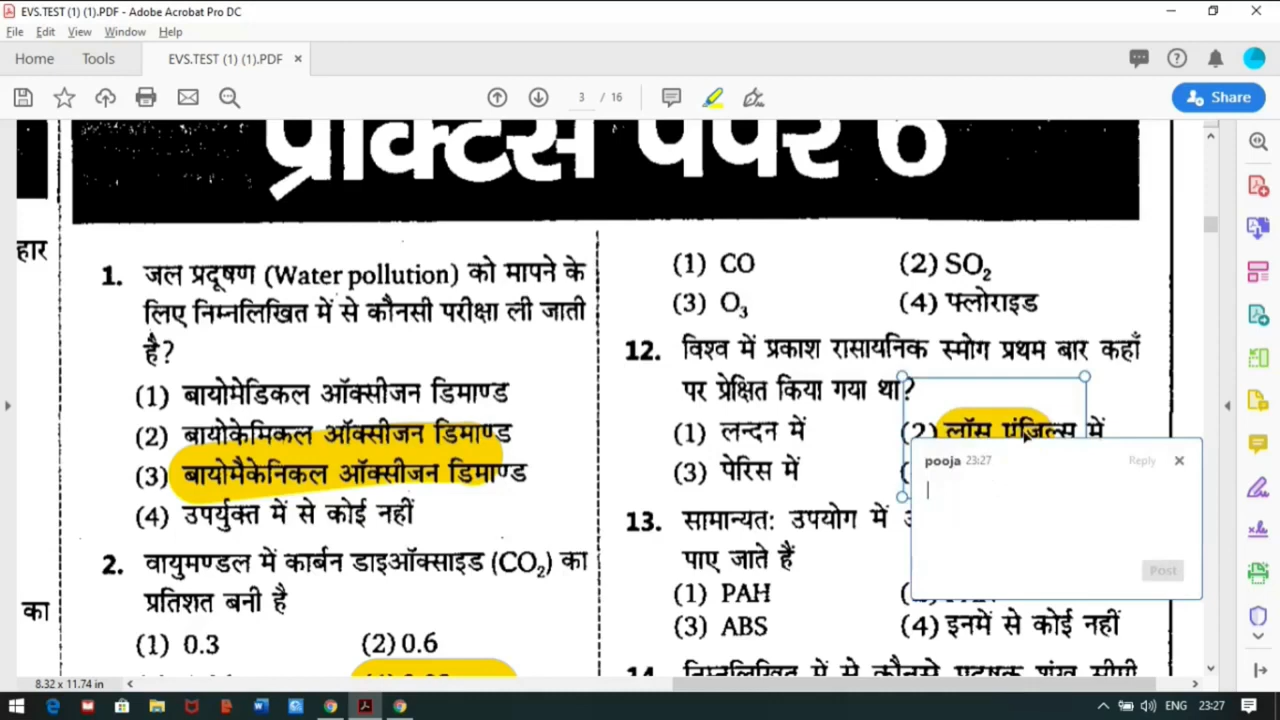 EVS.TEST (1) (1).PDF - Adobe Acrobat Pro DC
File Edit View Window Help
Home Tools EVS.TEST (1) (1).PDF ×
3 / 16
Share
प्रैक्टिस पेपर 6
हार
का
1. जल प्रदूषण (Water pollution) को मापने के
लिए निम्नलिखित में से कौनसी परीक्षा ली जाती
है?
(1) बायोमेडिकल ऑक्सीजन डिमाण्ड
(2) बायोकेमिकल ऑक्सीजन डिमाण्ड
(3) बायोमैकेनिकल ऑक्सीजन डिमाण्ड
(4) उपर्युक्त में से कोई नहीं
2. वायुमण्डल में कार्बन डाइऑक्साइड (CO₂) का
प्रतिशत बनी है
(1) 0.3 (2) 0.6
(1) CO (2) SO₂
(3) O₃ (4) फ्लोराइड
12. विश्व में प्रकाश रासायनिक स्मोग प्रथम बार कहाँ
पर प्रेक्षित किया गया था?
(1) लन्दन में (2) लॉस एंजिल्स में
(3) पेरिस में
13. सामान्यत: उपयोग में
पाए जाते हैं
(1) PAH
(3) ABS (4) इनमें से कोई नहीं
14. निम्नलिखित में से कौनसे प्रदूषक शंख सीपी
pooja 23:27 Reply
Post
8.32 x 11.74 in
ENG 23:27